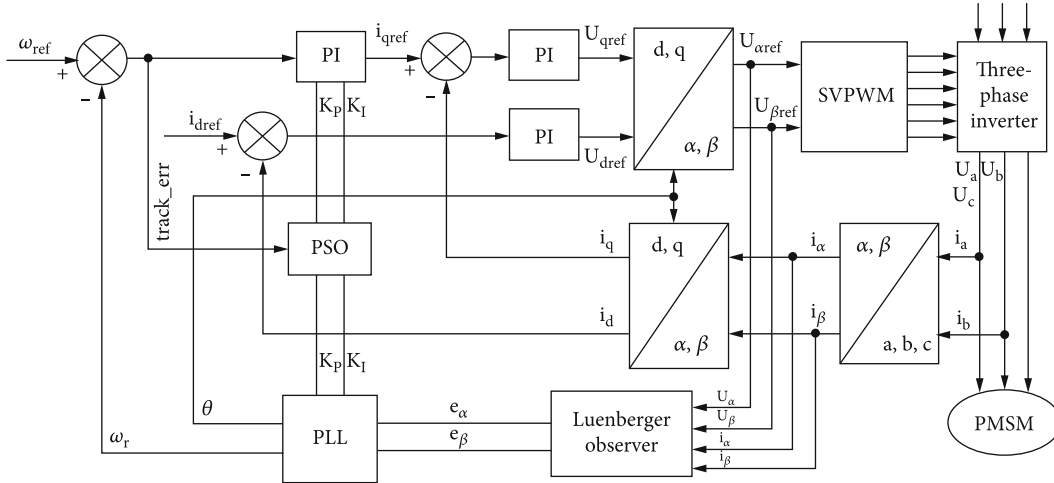 ω_ref
+
-
PI
i_qref
+
-
PI
U_qref
d, q
α, β
U_αref
U_βref
SVPWM
Three-
phase
inverter
K_P K_I
i_dref
+
-
PI
U_dref
U_a U_b
U_c
track_err
PSO
i_q
d, q
α, β
i_d
i_α
i_β
α, β
a, b, c
i_a
i_b
K_P K_I
θ
ω_r
PLL
e_α
e_β
Luenberger
observer
U_α
U_β
i_α
i_β
PMSM